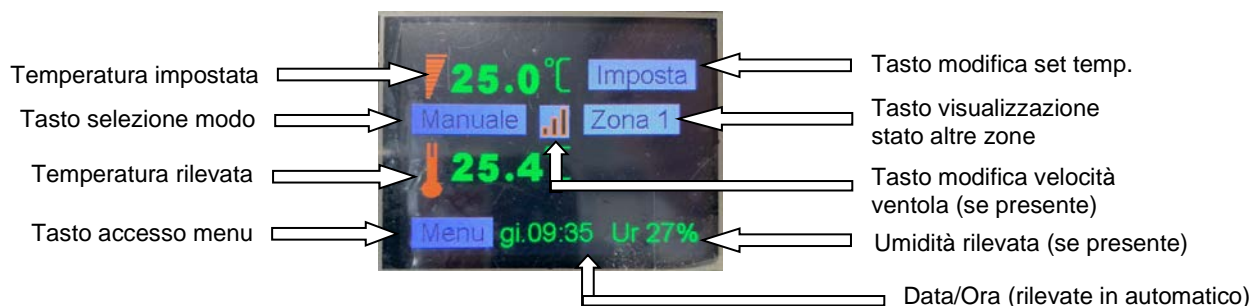 Temperatura impostata
Tasto selezione modo
Temperatura rilevata
Tasto accesso menu
25.0°C
Imposta
Manuale
Zona 1
25.4°C
Menu
gi.09:35
Ur 27%
Tasto modifica set temp.
Tasto visualizzazione
stato altre zone
Tasto modifica velocità
ventola (se presente)
Umidità rilevata (se presente)
Data/Ora (rilevate in automatico)